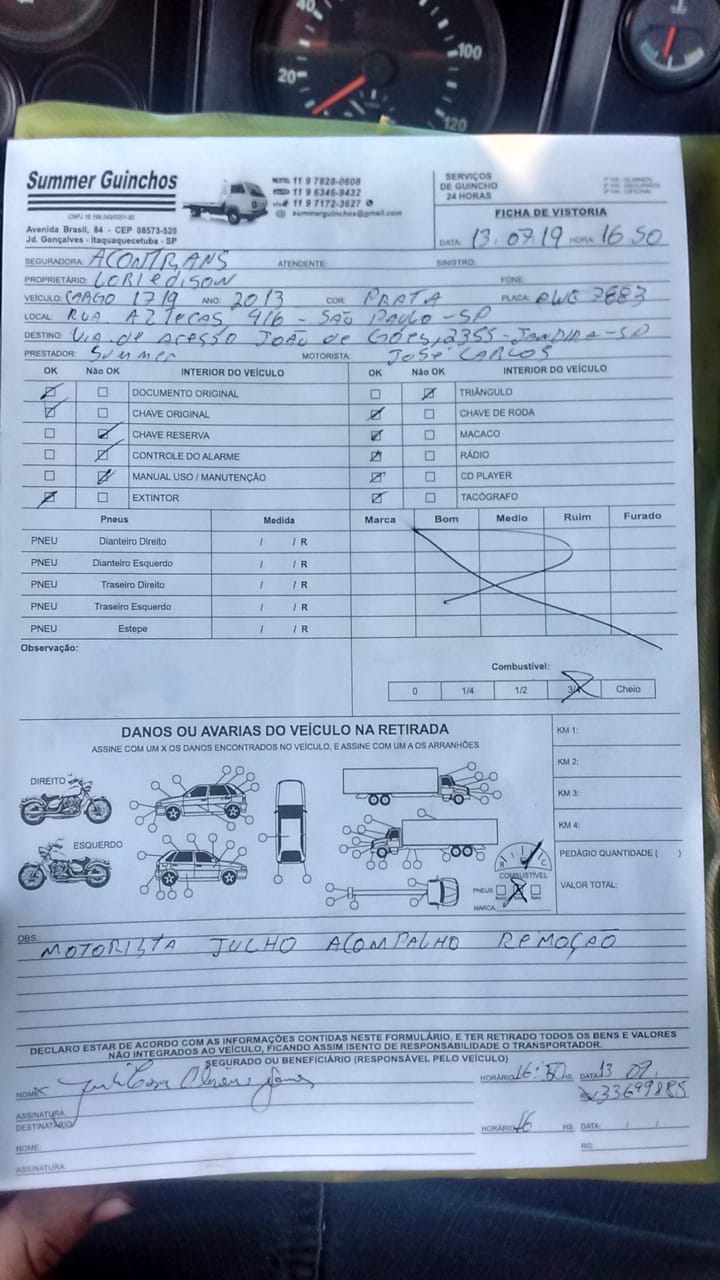 40
20
100
120
Summer Guinchos
11 9 7828-0608
11 9 6346-9432
11 9 7172-3627
summerguinchos@gmail.com
Avenida Brasil, 84 - CEP 08573-520
Jd. Gonçalves - Itaquaquecetuba - SP
SERVIÇOS
DE GUINCHO
24 HORAS
FICHA DE VISTORIA
DATA: 13.07.19 HORA: 16 50
SEGURADORA: ACONTRANS ATENDENTE: SINISTRO:
PROPRIETÁRIO: LORIEDISON FONE:
VEÍCULO: CARGO 1719 ANO: 2013 COR: PRATA PLACA:
LOCAL: RUA AZTECAS 416 - SÃO PAULO - SP
DESTINO: VIA de ACESSO JOÃO de GÓES, 2355 - JANDIRA - SP
PRESTADOR: Summer MOTORISTA: JOSÉ CARLOS
OK Não OK INTERIOR DO VEÍCULO OK Não OK INTERIOR DO VEÍCULO
DOCUMENTO ORIGINAL TRIÂNGULO
CHAVE ORIGINAL CHAVE DE RODA
CHAVE RESERVA MACACO
CONTROLE DO ALARME RÁDIO
MANUAL USO / MANUTENÇÃO CD PLAYER
EXTINTOR TACÓGRAFO
Pneus Medida Marca Bom Medio Ruim Furado
PNEU Dianteiro Direito / / R
PNEU Dianteiro Esquerdo / / R
PNEU Traseiro Direito / / R
PNEU Traseiro Esquerdo / / R
PNEU Estepe / / R
Observação:
Combustível:
0 1/4 1/2 3/4 Cheio
DANOS OU AVARIAS DO VEÍCULO NA RETIRADA
ASSINE COM UM X OS DANOS ENCONTRADOS NO VEÍCULO, E ASSINE COM UM A OS ARRANHÕES
KM 1:
KM 2:
KM 3:
KM 4:
PEDÁGIO QUANTIDADE ( )
VALOR TOTAL:
DIREITO
ESQUERDO
COMBUSTÍVEL
PNEUS
MARCA
OBS.: MOTORISTA JULHO ACOMPALHO REMOÇÃO
DECLARO ESTAR DE ACORDO COM AS INFORMAÇÕES CONTIDAS NESTE FORMULÁRIO, E TER RETIRADO TODOS OS BENS E VALORES
NÃO INTEGRADOS AO VEÍCULO, FICANDO ASSIM ISENTO DE RESPONSABILIDADE O TRANSPORTADOR.
SEGURADO OU BENEFICIÁRIO (RESPONSÁVEL PELO VEÍCULO)
NOME: HORÁRIO 16:50 HS. DATA 13 07
ASSINATURA: RG: 33699885
DESTINATÁRIO HORÁRIO 16 HS. DATA: / /
NOME: RG:
ASSINATURA: